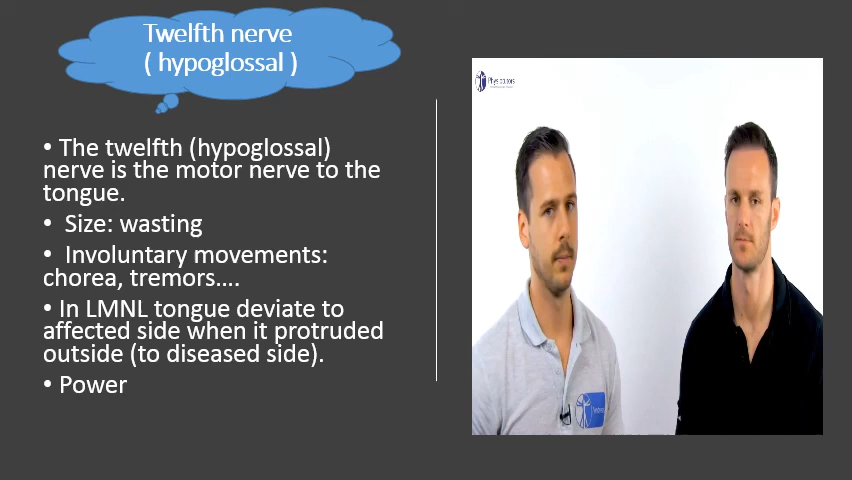 Twelfth nerve
( hypoglossal )
• The twelfth (hypoglossal)
nerve is the motor nerve to the
tongue.
• Size: wasting
• Involuntary movements:
chorea, tremors....
• In LMNL tongue deviate to
affected side when it protruded
outside (to diseased side).
• Power
Physiotutors